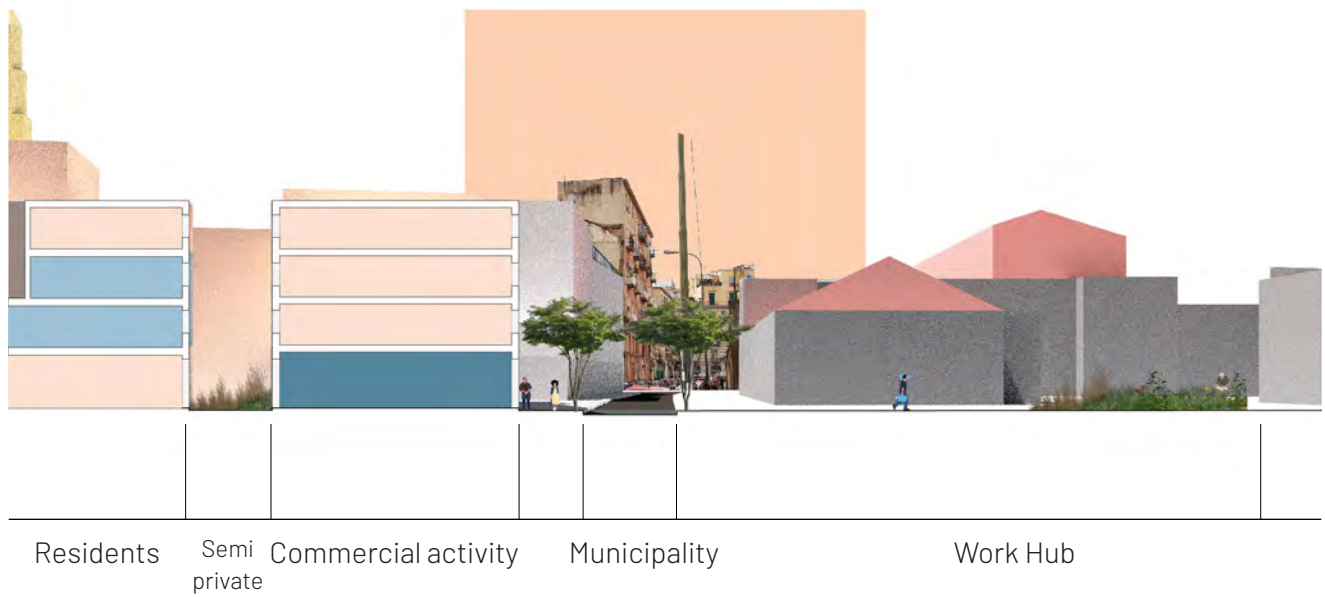 Residents
Semi
private
Commercial activity
Municipality
Work Hub